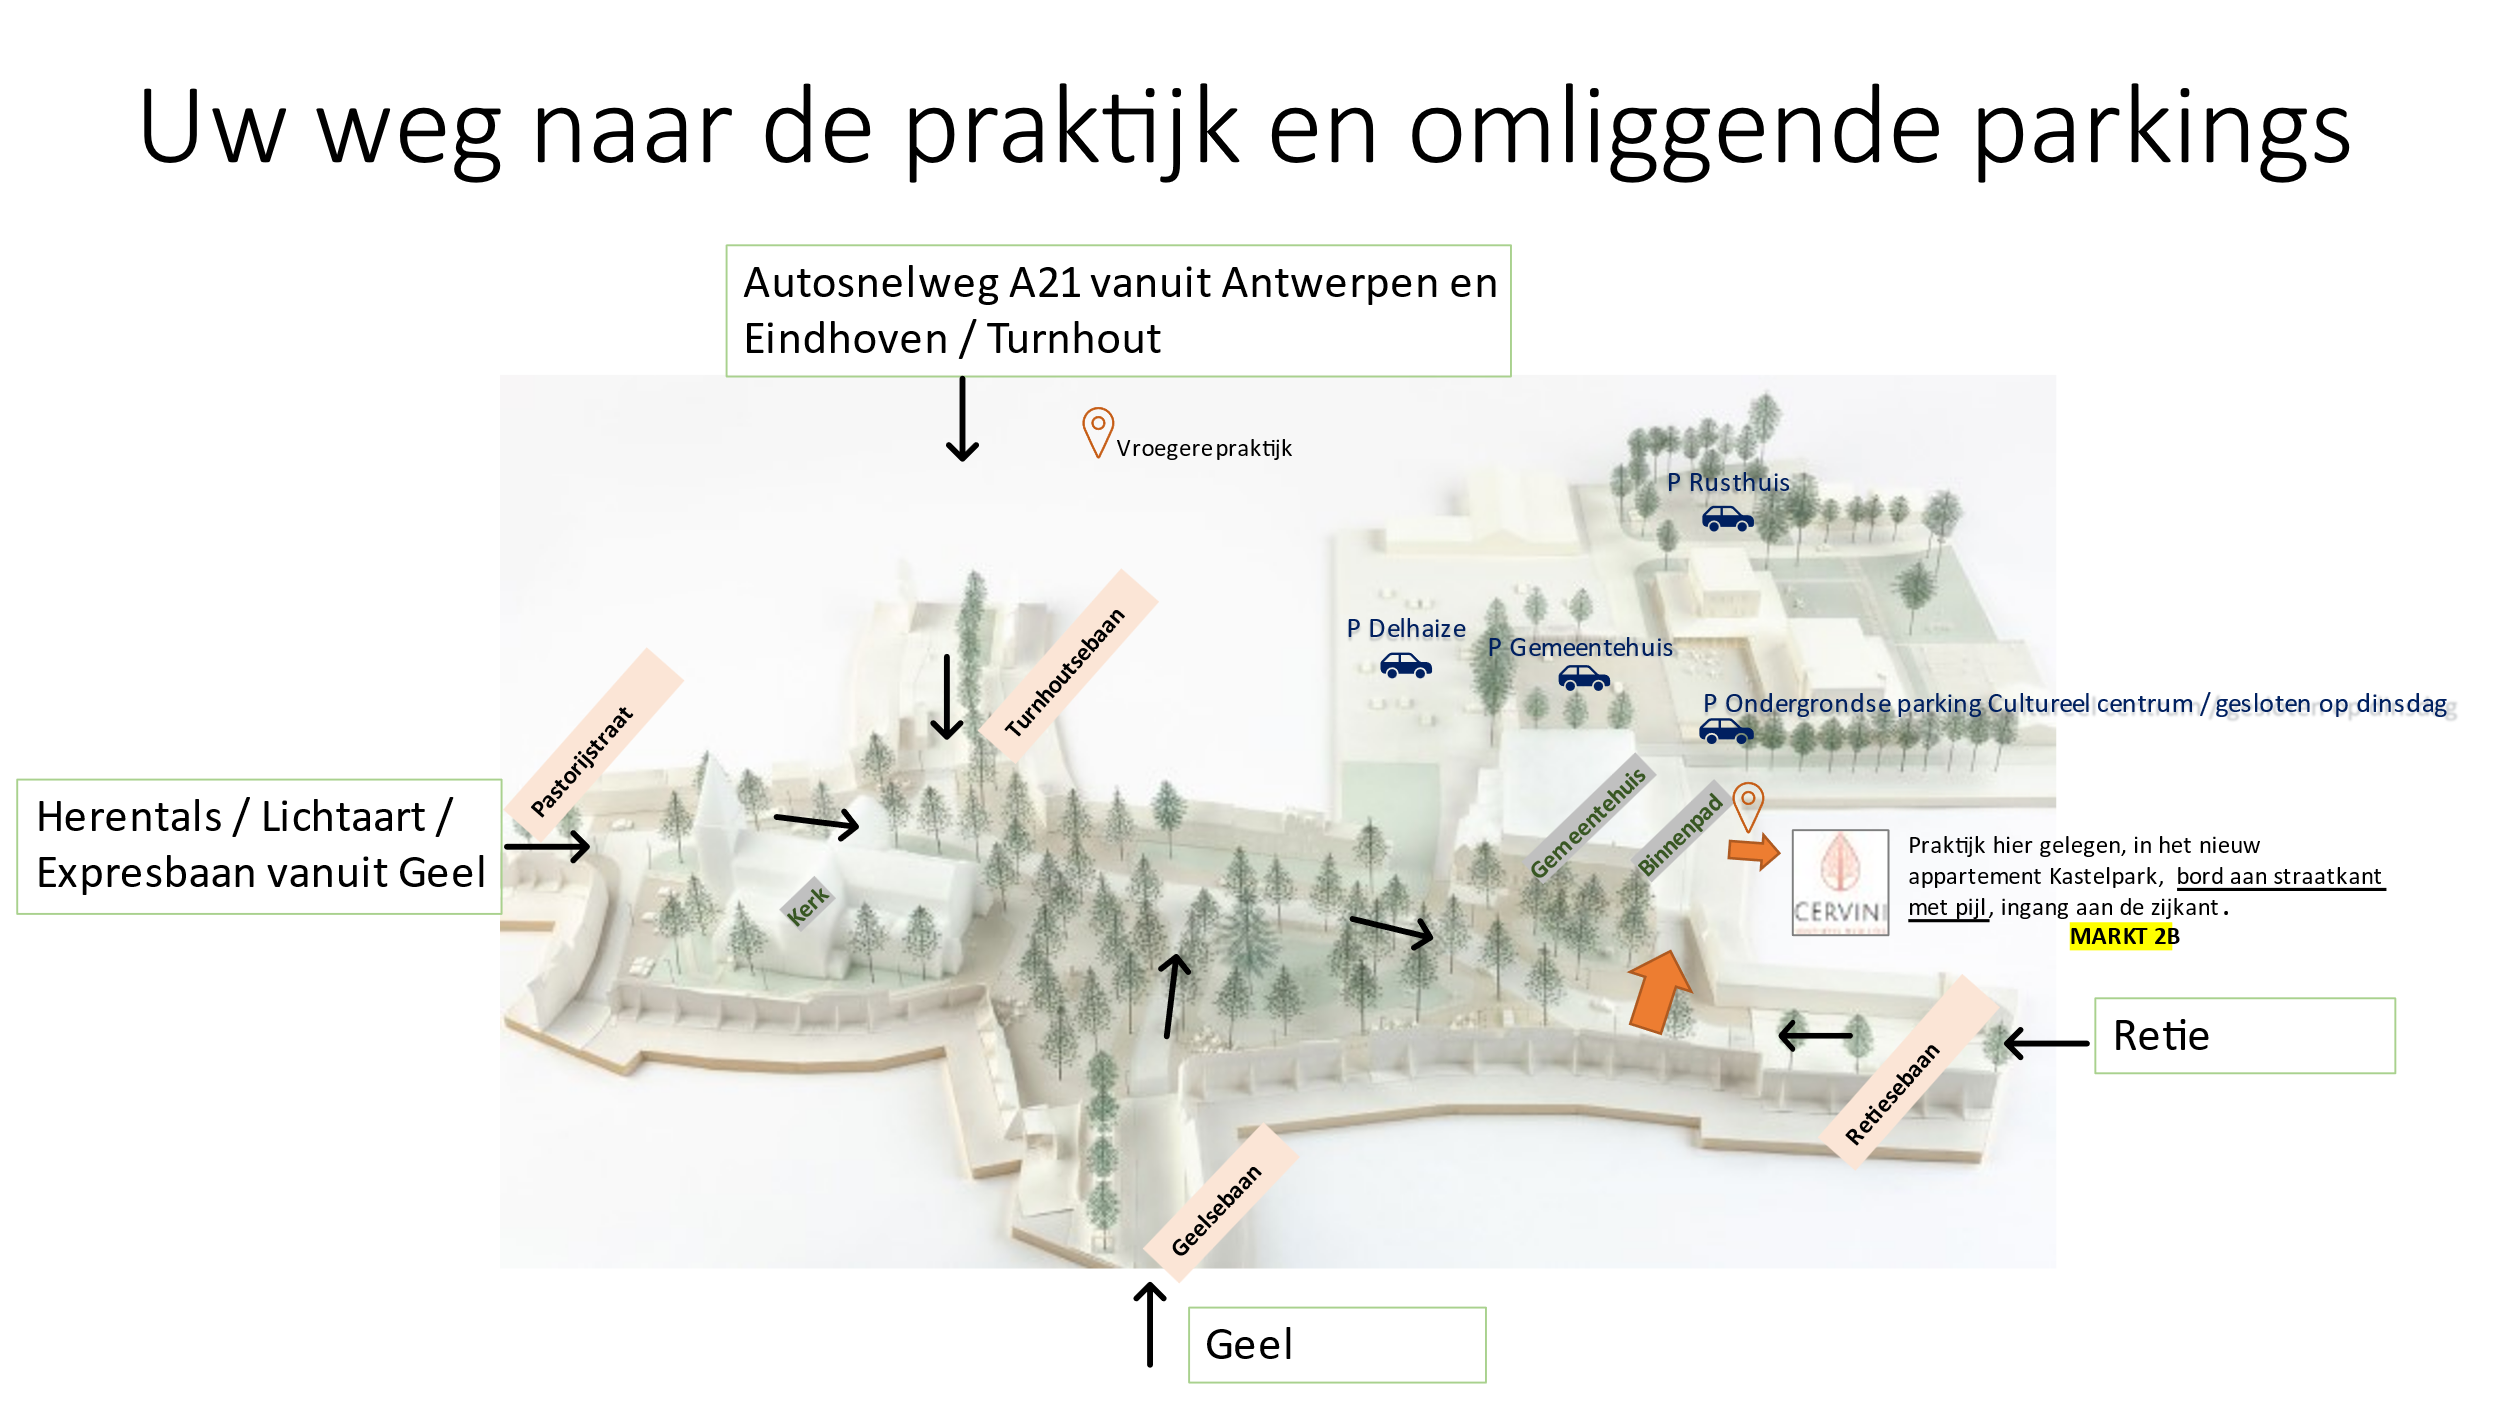 Uw weg naar de praktijk en omliggende parkings
Autosnelweg A21 vanuit Antwerpen en
Eindhoven / Turnhout
Vroegere praktijk
P Rusthuis
P Delhaize
P Gemeentehuis
P Ondergrondse parking Cultureel centrum / gesloten op dinsdag
Turnhoutsebaan
Pastorijstraat
Herentals / Lichtaart /
Expresbaan vanuit Geel
Kerk
Gemeentehuis
Binnenpad
CERVINI
Praktijk hier gelegen, in het nieuw
appartement Kastelpark, bord aan straatkant
met pijl, ingang aan de zijkant.
MARKT 2B
Retie
Retiesebaan
Geelsebaan
Geel